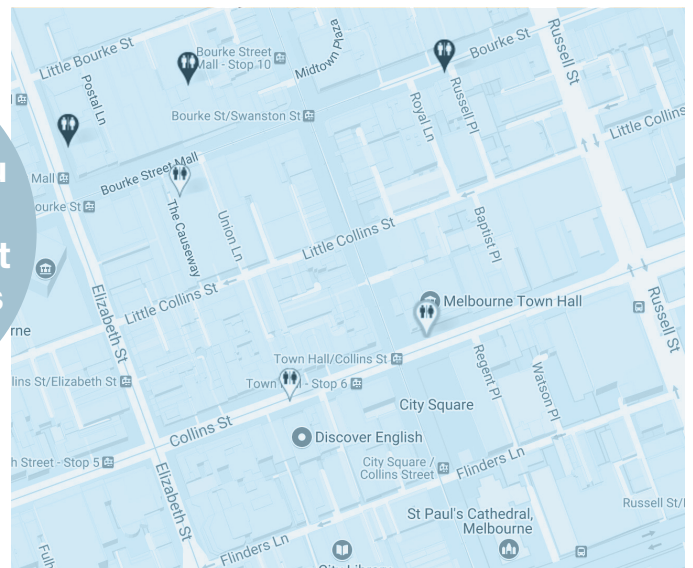 Little Bourke St
Postal Ln
Bourke Street
Mall - Stop 10
Midtown Plaza
Bourke St
Russell St
Russell Pl
Royal Ln
Bourke St/Swanston St
Little Collins
Mall
Bourke Street Mall
ourke St
The Causeway
Union Ln
Little Collins St
Baptist Pl
t
s
Elizabeth St
Little Collins St
Melbourne Town Hall
Russell St
rne
Town Hall/Collins St
lins St/Elizabeth St
Town
- Stop 6
Regent Pl
Watson Pl
City Square
Collins St
Discover English
h Street - Stop 5
City Square /
Collins Street
Flinders Ln
Elizabeth St
St Paul's Cathedral,
Melbourne
Russell St/
Flinders Ln